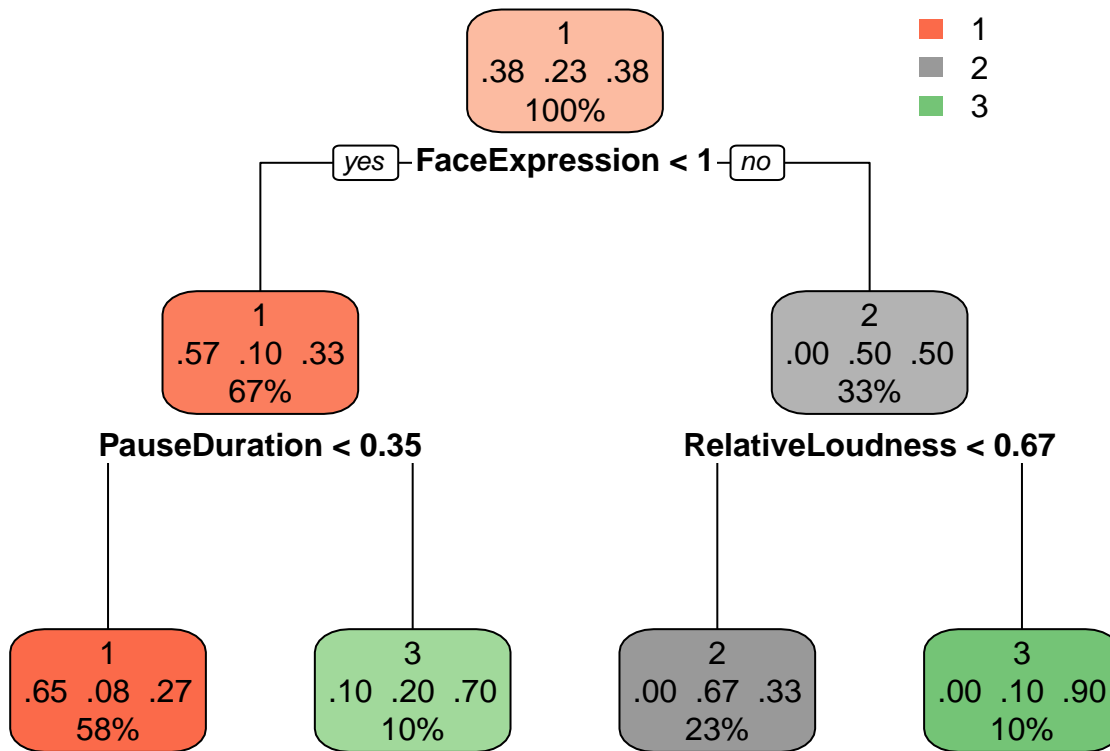 1
.38 .23 .38
100%
1
2
3
yes FaceExpression < 1 no
1
.57 .10 .33
67%
2
.00 .50 .50
33%
PauseDuration < 0.35
RelativeLoudness < 0.67
1
.65 .08 .27
58%
3
.10 .20 .70
10%
2
.00 .67 .33
23%
3
.00 .10 .90
10%